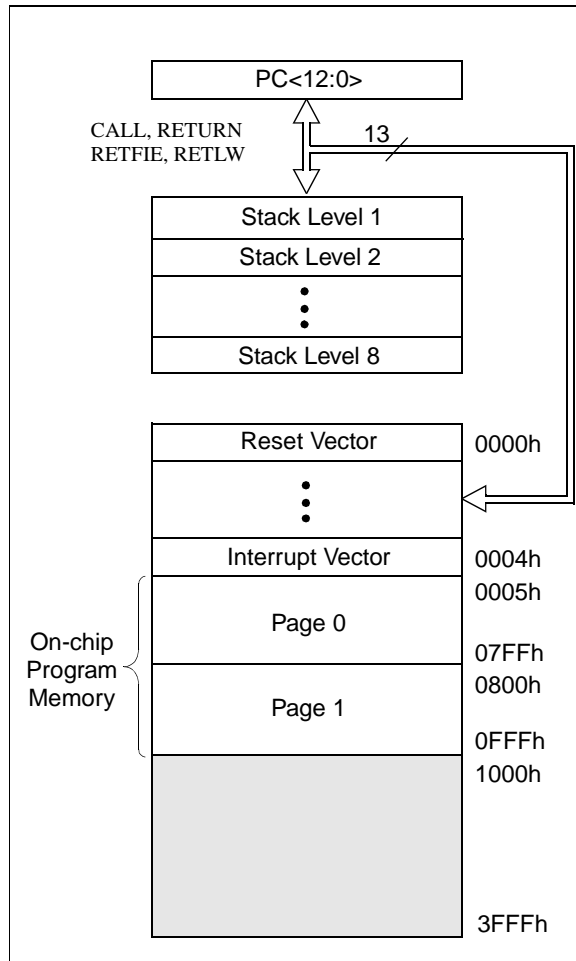 PC<12:0>
CALL, RETURN
RETFIE, RETLW
13
Stack Level 1
Stack Level 2
Stack Level 8
Reset Vector
0000h
Interrupt Vector
0004h
0005h
On-chip
Program
Memory
Page 0
07FFh
0800h
Page 1
0FFFh
1000h
3FFFh